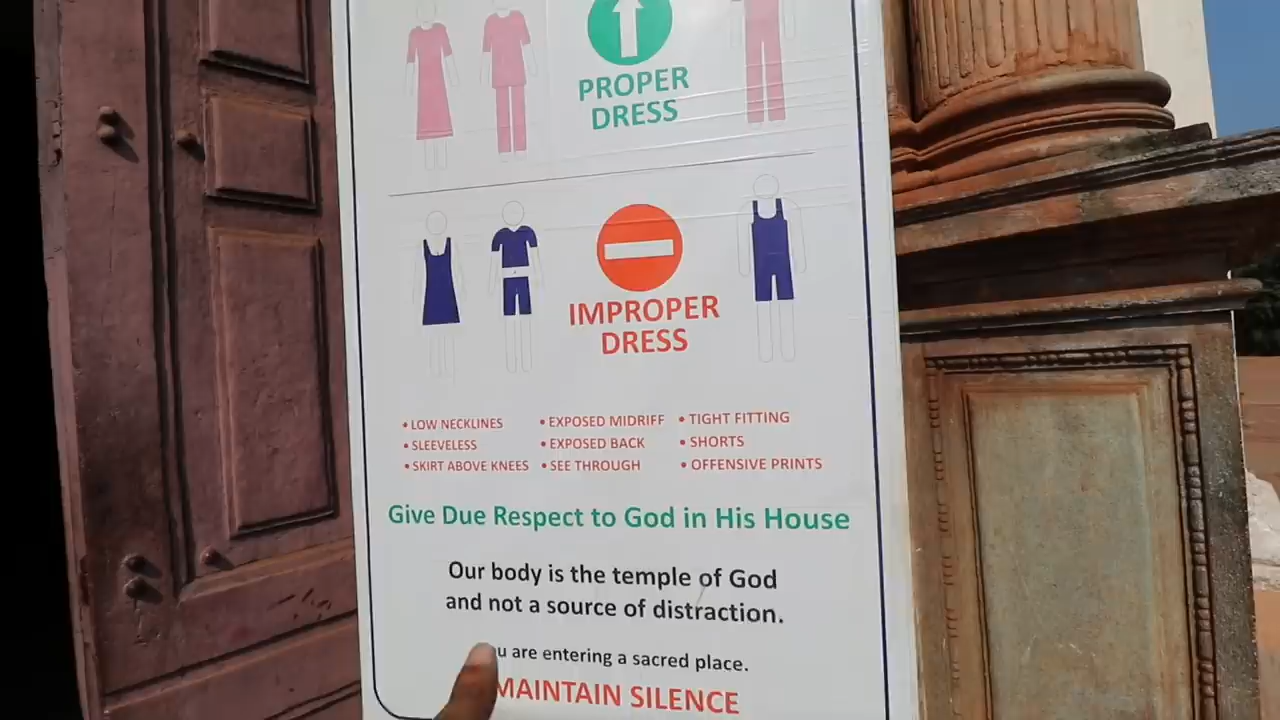 PROPER
DRESS
IMPROPER
DRESS
• LOW NECKLINES
• SLEEVELESS
• SKIRT ABOVE KNEES
• EXPOSED MIDRIFF
• EXPOSED BACK
• SEE THROUGH
• TIGHT FITTING
• SHORTS
• OFFENSIVE PRINTS
Give Due Respect to God in His House
Our body is the temple of God
and not a source of distraction.
are entering a sacred place.
MAINTAIN SILENCE